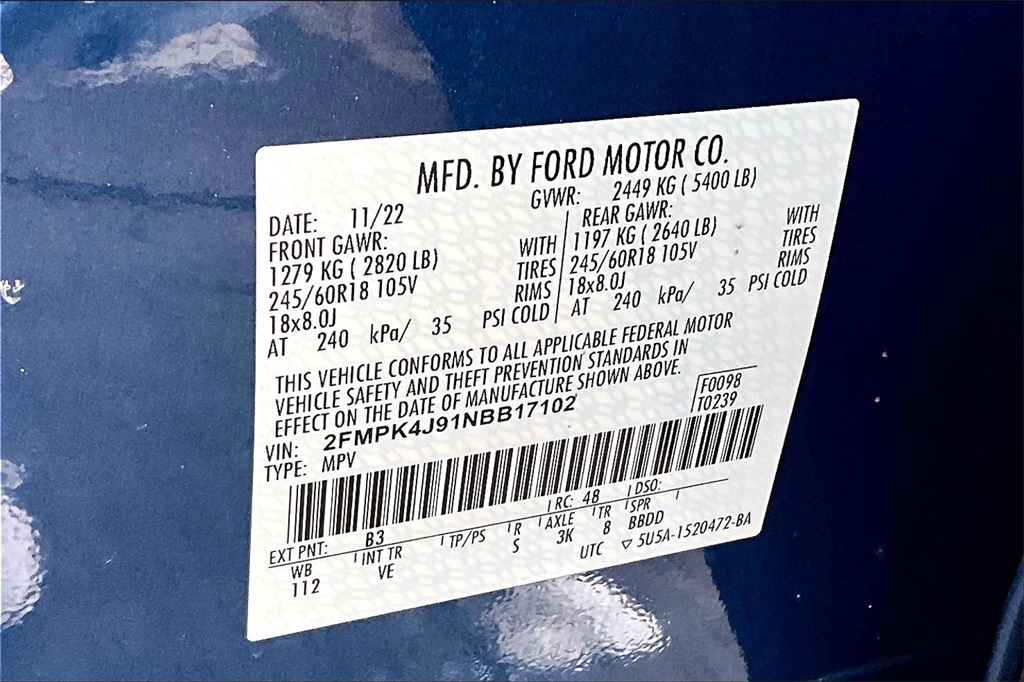 MFD. BY FORD MOTOR CO.
DATE: 11/22 GVWR: 2449 KG ( 5400 LB)
FRONT GAWR:
1279 KG ( 2820 LB) WITH
245/60R18 105V TIRES
18x8.0J RIMS
AT 240 kPa/ 35 PSI COLD
REAR GAWR:
1197 KG ( 2640 LB) WITH
245/60R18 105V TIRES
18x8.0J RIMS
AT 240 kPa/ 35 PSI COLD
THIS VEHICLE CONFORMS TO ALL APPLICABLE FEDERAL MOTOR
VEHICLE SAFETY AND THEFT PREVENTION STANDARDS IN
EFFECT ON THE DATE OF MANUFACTURE SHOWN ABOVE.
VIN: 2FMPK4J91NBB17102
TYPE: MPV
F0098
T0239
EXT PNT: B3 RC: 48 DSO:
WB INT TR TP/PS R AXLE TR SPR
112 VE S 3K 8 BBDD
UTC ▽ 5U5A-1520472-BA